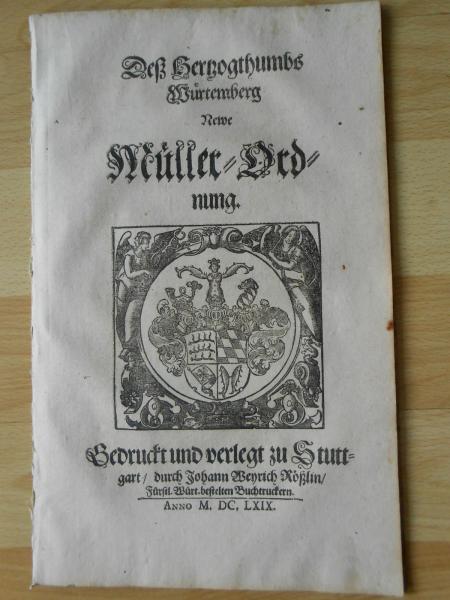 Deß Hertzogthumbs
Würtemberg
Newe
Müller-Ord-
nung.
Gedruckt und verlegt zu Stutt-
gart/ durch Johann Weyrich Rößlin/
Fürstl. Würt. bestelten Buchtruckern.
ANNO M. DC, LXIX.